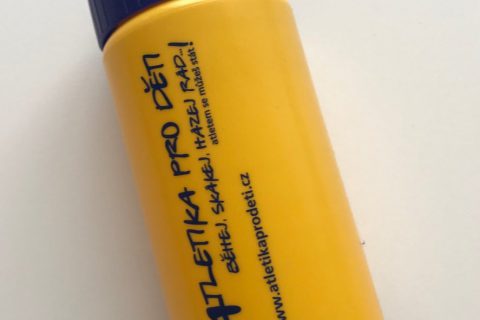 ATLETIKA PRO DĚTI
BĚHEJ, SKÁKEJ, HÁZEJ RÁD...!
atletem se můžeš stát!
www.atletikaprodeti.cz